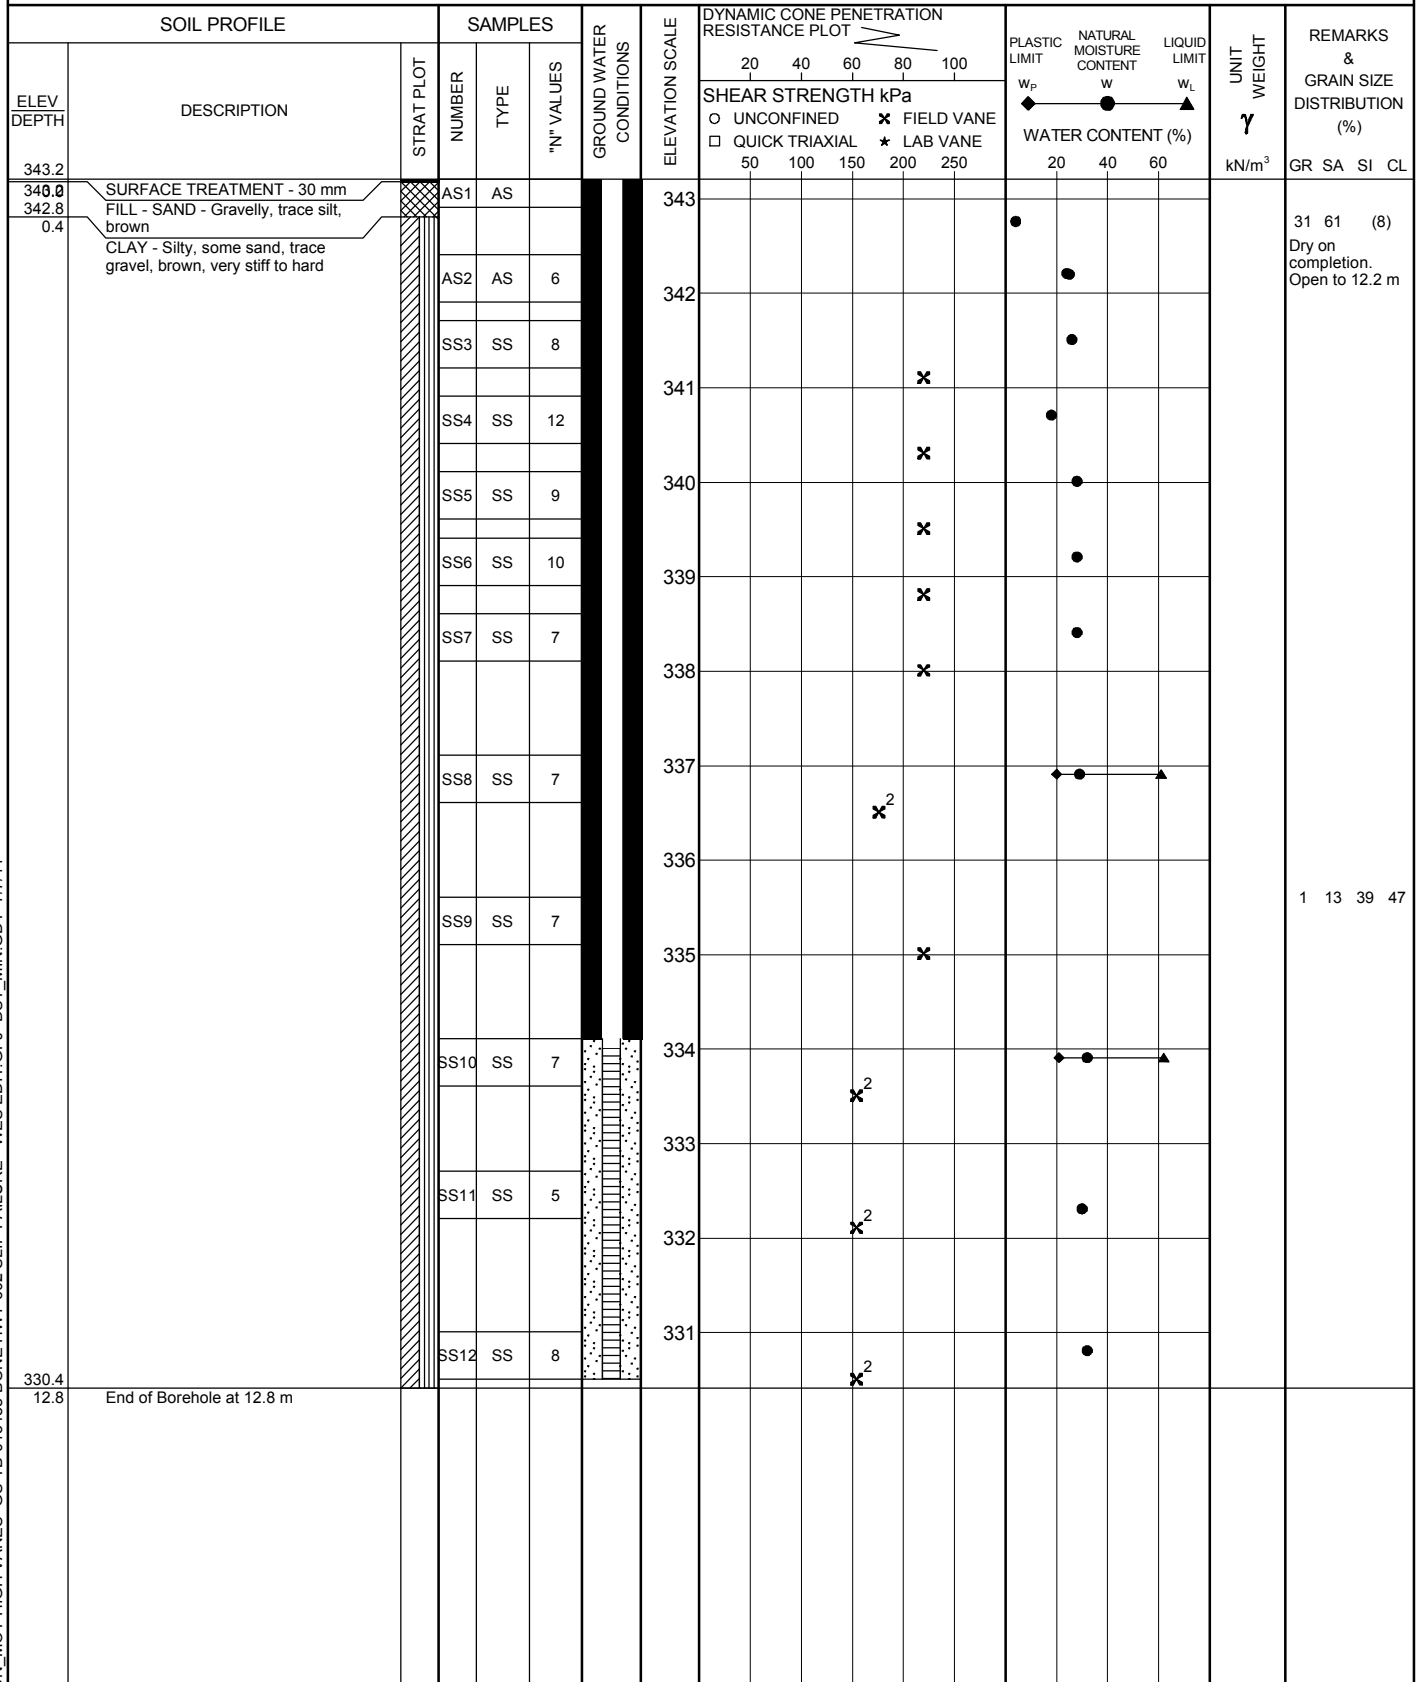 SOIL PROFILE
SAMPLES
GROUND WATER
CONDITIONS
ELEVATION SCALE
DYNAMIC CONE PENETRATION
RESISTANCE PLOT
20 40 60 80 100
SHEAR STRENGTH kPa
○ UNCONFINED ✖ FIELD VANE
□ QUICK TRIAXIAL ★ LAB VANE
50 100 150 200 250
PLASTIC
LIMIT
NATURAL
MOISTURE
CONTENT
LIQUID
LIMIT
WP W WL
WATER CONTENT (%)
20 40 60
UNIT
WEIGHT
γ
kN/m³
REMARKS
&
GRAIN SIZE
DISTRIBUTION
(%)
GR SA SI CL
ELEV
DEPTH
DESCRIPTION
STRAT PLOT
NUMBER
TYPE
"N" VALUES
343.2
SURFACE TREATMENT - 30 mm
342.8
0.4
FILL - SAND - Gravelly, trace silt,
brown
CLAY - Silty, some sand, trace
gravel, brown, very stiff to hard
AS1 AS
343
31 61 (8)
Dry on
completion.
Open to 12.2 m
AS2 AS 6
342
SS3 SS 8
341
SS4 SS 12
340
SS5 SS 9
SS6 SS 10
339
SS7 SS 7
338
337
SS8 SS 7
2
336
1 13 39 47
SS9 SS 7
335
334
SS10 SS 7
2
333
SS11 SS 5
2
332
331
SS12 SS 8
2
330.4
12.8
End of Borehole at 12.8 m